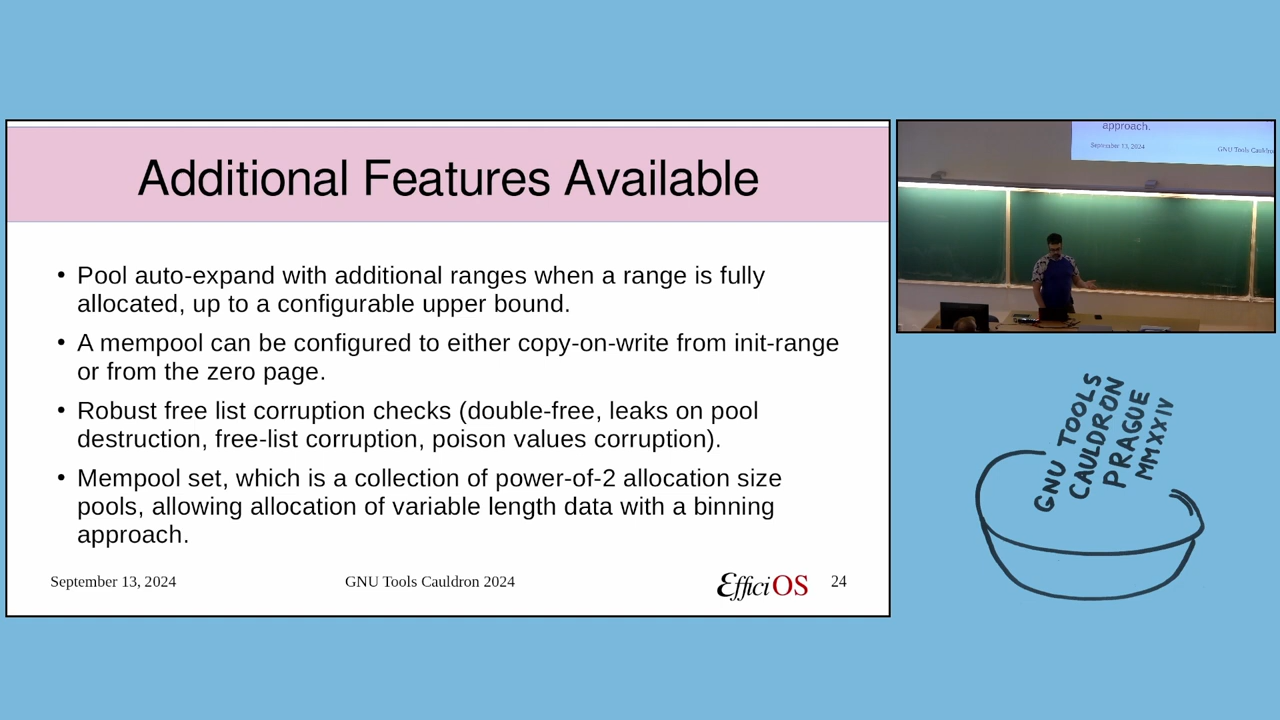 Additional Features Available
• Pool auto-expand with additional ranges when a range is fully
allocated, up to a configurable upper bound.
• A mempool can be configured to either copy-on-write from init-range
or from the zero page.
• Robust free list corruption checks (double-free, leaks on pool
destruction, free-list corruption, poison values corruption).
• Mempool set, which is a collection of power-of-2 allocation size
pools, allowing allocation of variable length data with a binning
approach.
September 13, 2024
GNU Tools Cauldron 2024
EfficiOS
24
approach.
September 13, 2024
GNU Tools Cauldro
GNU TOOLS
CAULDRON
PRAGUE
MMXXIV